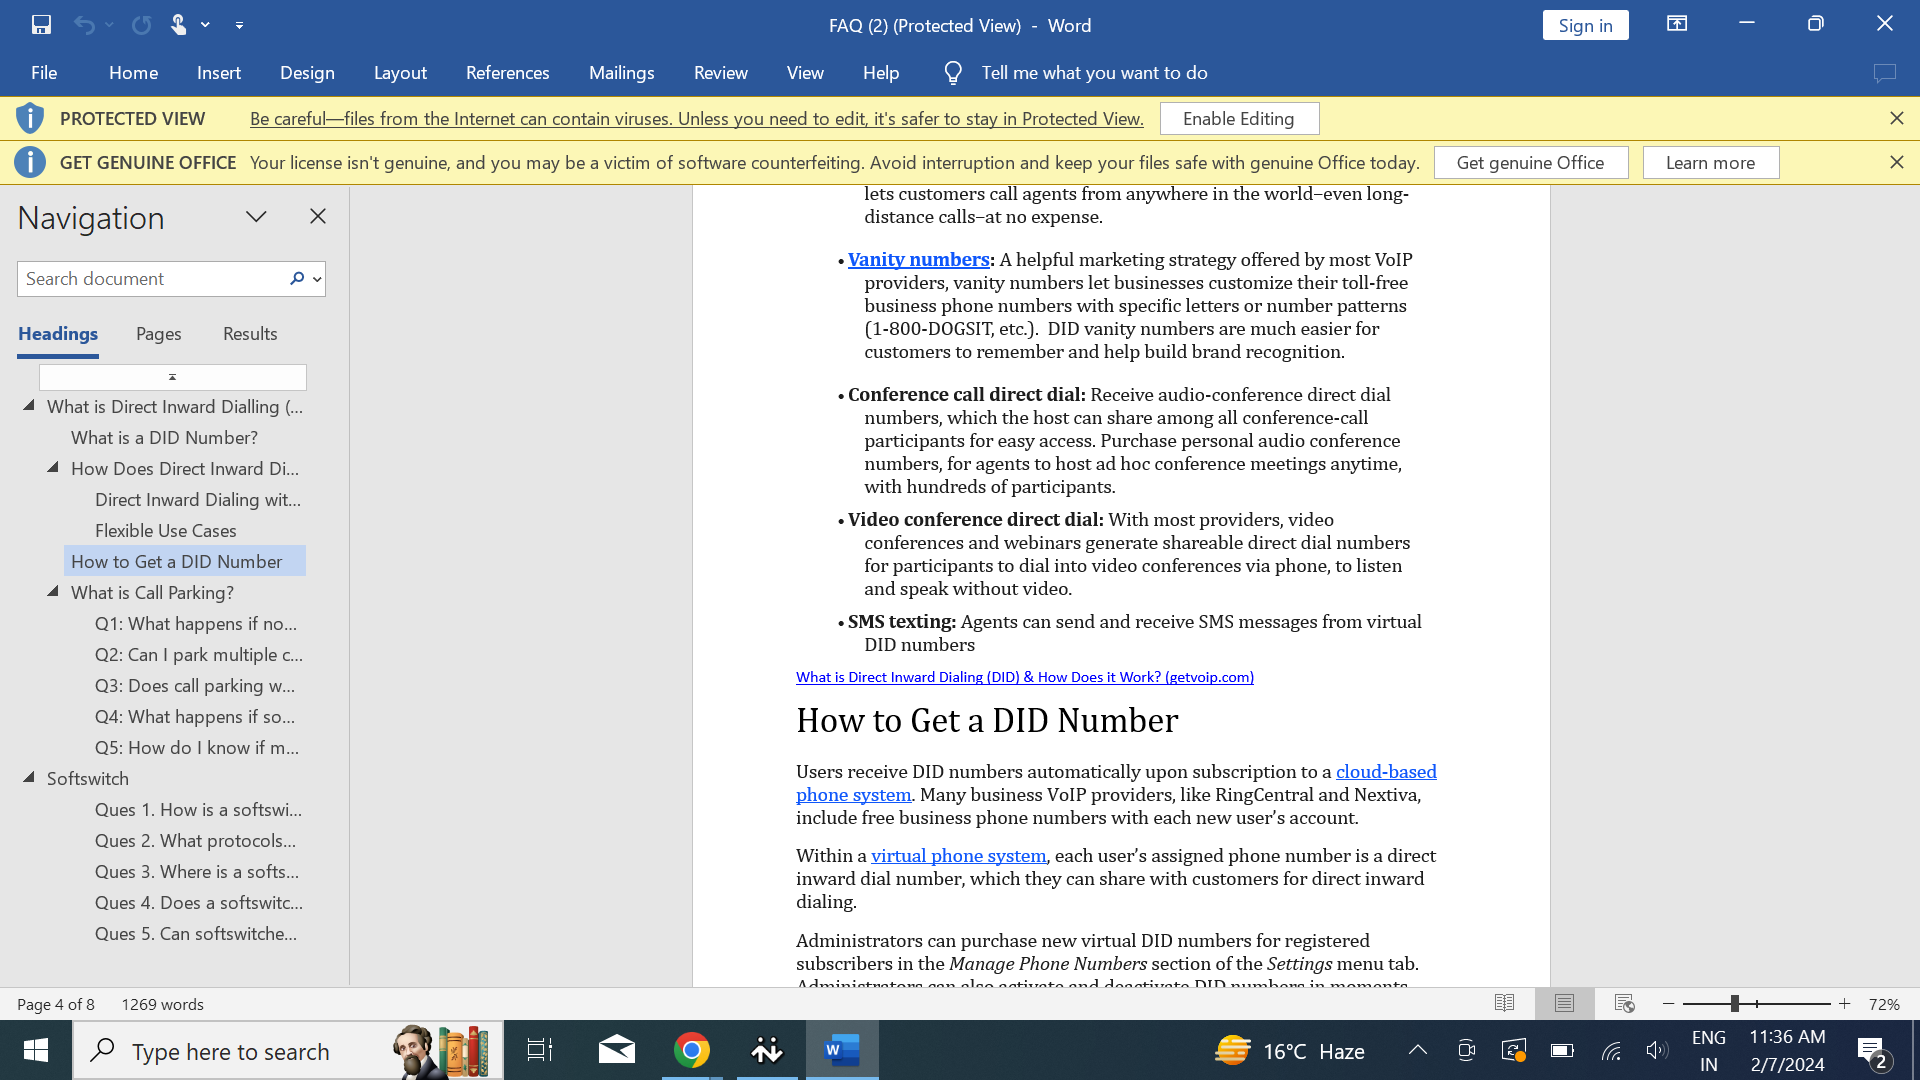 FAQ (2) (Protected View) - Word
Sign in
File Home Insert Design Layout References Mailings Review View Help Tell me what you want to do
PROTECTED VIEW Be careful—files from the Internet can contain viruses. Unless you need to edit, it's safer to stay in Protected View. Enable Editing
GET GENUINE OFFICE Your license isn't genuine, and you may be a victim of software counterfeiting. Avoid interruption and keep your files safe with genuine Office today. Get genuine Office Learn more
Navigation
Search document
Headings Pages Results
What is Direct Inward Dialling (...
What is a DID Number?
How Does Direct Inward Di...
Direct Inward Dialing wit...
Flexible Use Cases
How to Get a DID Number
What is Call Parking?
Q1: What happens if no...
Q2: Can I park multiple c...
Q3: Does call parking w...
Q4: What happens if so...
Q5: How do I know if m...
Softswitch
Ques 1. How is a softswi...
Ques 2. What protocols...
Ques 3. Where is a softs...
Ques 4. Does a softswitc...
Ques 5. Can softswitche...
lets customers call agents from anywhere in the world–even long-
distance calls–at no expense.
• Vanity numbers: A helpful marketing strategy offered by most VoIP
providers, vanity numbers let businesses customize their toll-free
business phone numbers with specific letters or number patterns
(1-800-DOGSIT, etc.). DID vanity numbers are much easier for
customers to remember and help build brand recognition.
• Conference call direct dial: Receive audio-conference direct dial
numbers, which the host can share among all conference-call
participants for easy access. Purchase personal audio conference
numbers, for agents to host ad hoc conference meetings anytime,
with hundreds of participants.
• Video conference direct dial: With most providers, video
conferences and webinars generate shareable direct dial numbers
for participants to dial into video conferences via phone, to listen
and speak without video.
• SMS texting: Agents can send and receive SMS messages from virtual
DID numbers
What is Direct Inward Dialing (DID) & How Does it Work? (getvoip.com)
How to Get a DID Number
Users receive DID numbers automatically upon subscription to a cloud-based
phone system. Many business VoIP providers, like RingCentral and Nextiva,
include free business phone numbers with each new user’s account.
Within a virtual phone system, each user’s assigned phone number is a direct
inward dial number, which they can share with customers for direct inward
dialing.
Administrators can purchase new virtual DID numbers for registered
subscribers in the Manage Phone Numbers section of the Settings menu tab.
Administrators can also activate and deactivate DID numbers in moments
Page 4 of 8 1269 words
72%
Type here to search
W
16°C Haze
ENG
IN
11:36 AM
2/7/2024
2